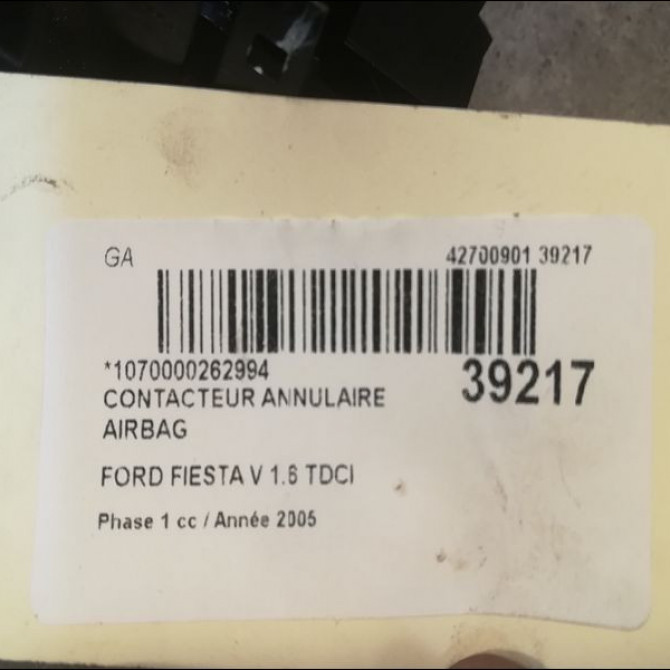 GA 42700901 39217
*1070000262994
39217
CONTACTEUR ANNULAIRE
AIRBAG
FORD FIESTA V 1.6 TDCI
Phase 1 cc / Année 2005